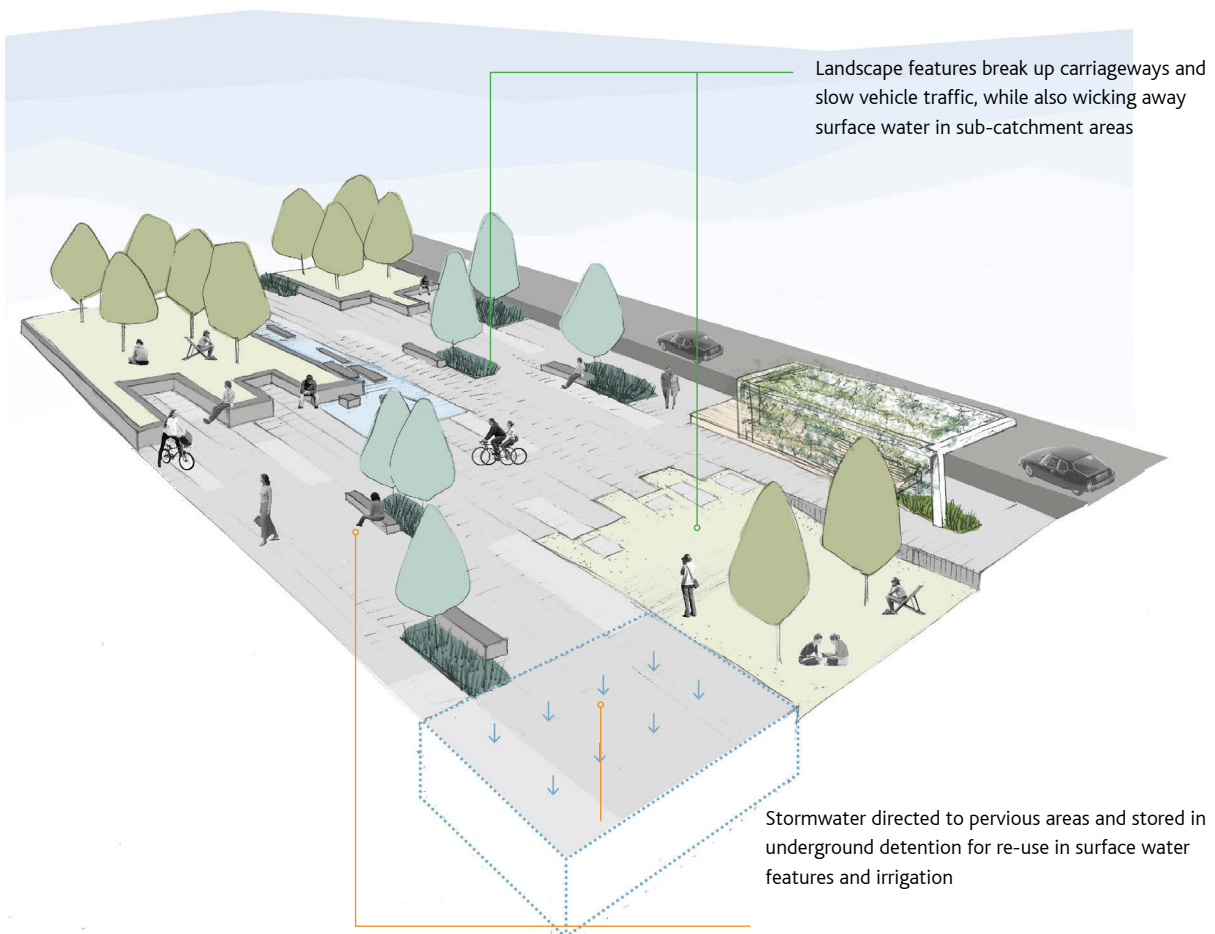 Landscape features break up carriageways and
slow vehicle traffic, while also wicking away
surface water in sub-catchment areas
Stormwater directed to pervious areas and stored in
underground detention for re-use in surface water
features and irrigation